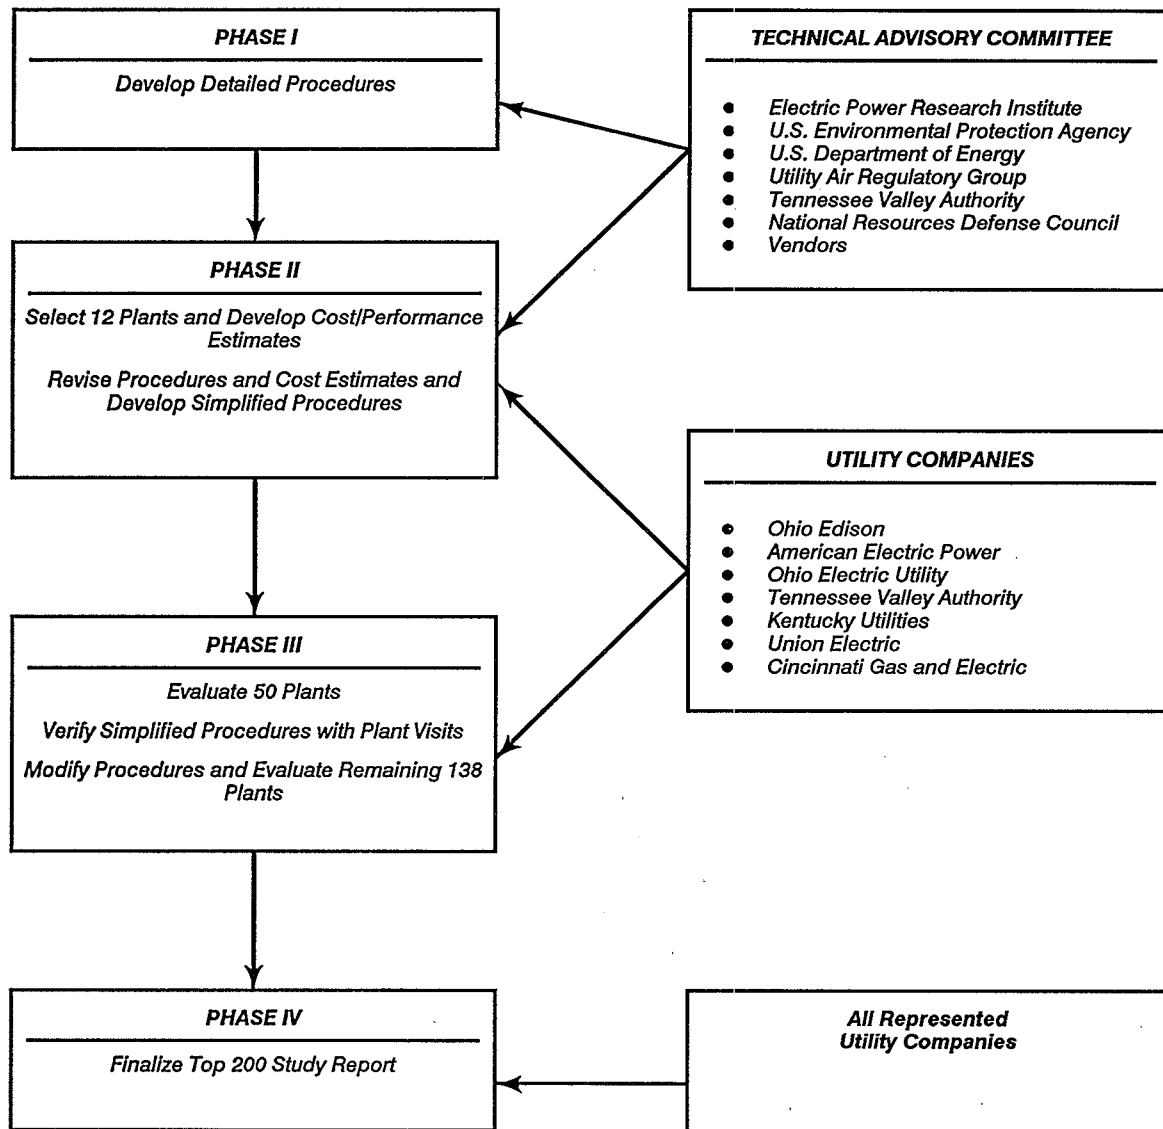 PHASE I
Develop Detailed Procedures
TECHNICAL ADVISORY COMMITTEE
● Electric Power Research Institute
● U.S. Environmental Protection Agency
● U.S. Department of Energy
● Utility Air Regulatory Group
● Tennessee Valley Authority
● National Resources Defense Council
● Vendors
PHASE II
Select 12 Plants and Develop Cost/Performance
Estimates
Revise Procedures and Cost Estimates and
Develop Simplified Procedures
UTILITY COMPANIES
● Ohio Edison
● American Electric Power
● Ohio Electric Utility
● Tennessee Valley Authority
● Kentucky Utilities
● Union Electric
● Cincinnati Gas and Electric
PHASE III
Evaluate 50 Plants
Verify Simplified Procedures with Plant Visits
Modify Procedures and Evaluate Remaining 138
Plants
PHASE IV
Finalize Top 200 Study Report
All Represented
Utility Companies